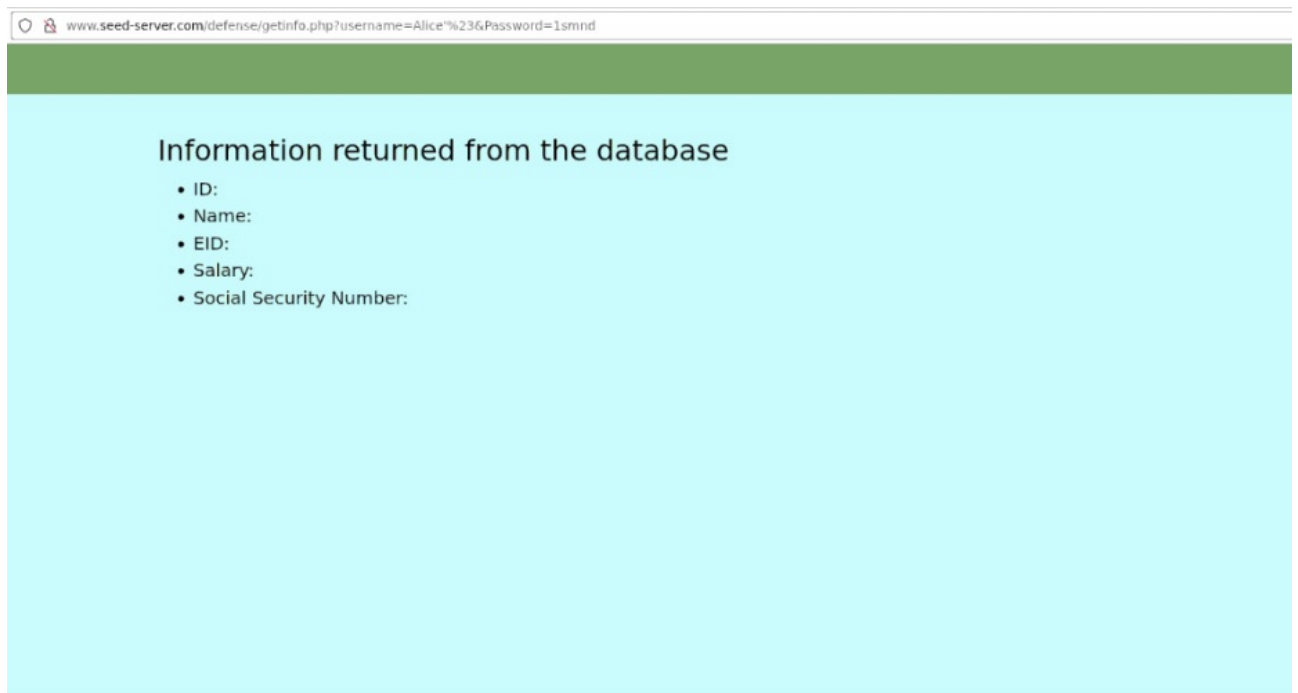 www.seed-server.com/defense/getinfo.php?username=Alice'%23&Password=1smnd
Information returned from the database
• ID:
• Name:
• EID:
• Salary:
• Social Security Number: